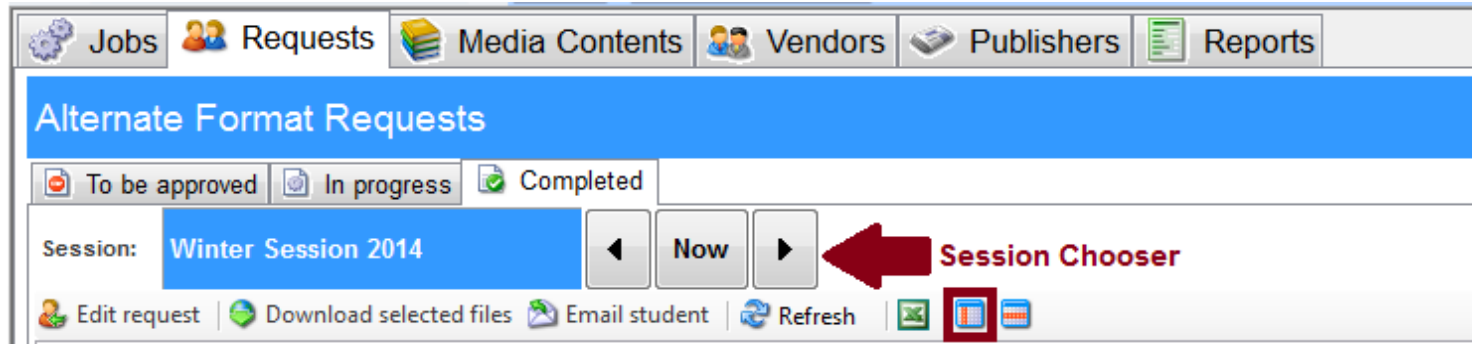 Jobs Requests Media Contents Vendors Publishers Reports
Alternate Format Requests
To be approved In progress Completed
Session: Winter Session 2014 Now Session Chooser
Edit request Download selected files Email student Refresh